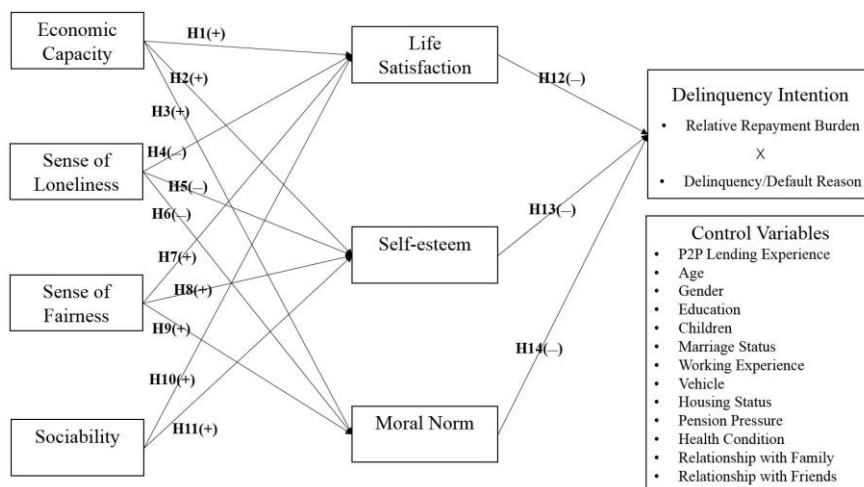 Economic
Capacity
Sense of
Loneliness
Sense of
Fairness
Sociability
H1(+)
H2(+)
H3(+)
H4(–)
H5(–)
H6(–)
H7(+)
H8(+)
H9(+)
H10(+)
H11(+)
Life
Satisfaction
Self-esteem
Moral Norm
H12(–)
H13(–)
H14(–)
Delinquency Intention
• Relative Repayment Burden
X
• Delinquency/Default Reason
Control Variables
• P2P Lending Experience
• Age
• Gender
• Education
• Children
• Marriage Status
• Working Experience
• Vehicle
• Housing Status
• Pension Pressure
• Health Condition
• Relationship with Family
• Relationship with Friends